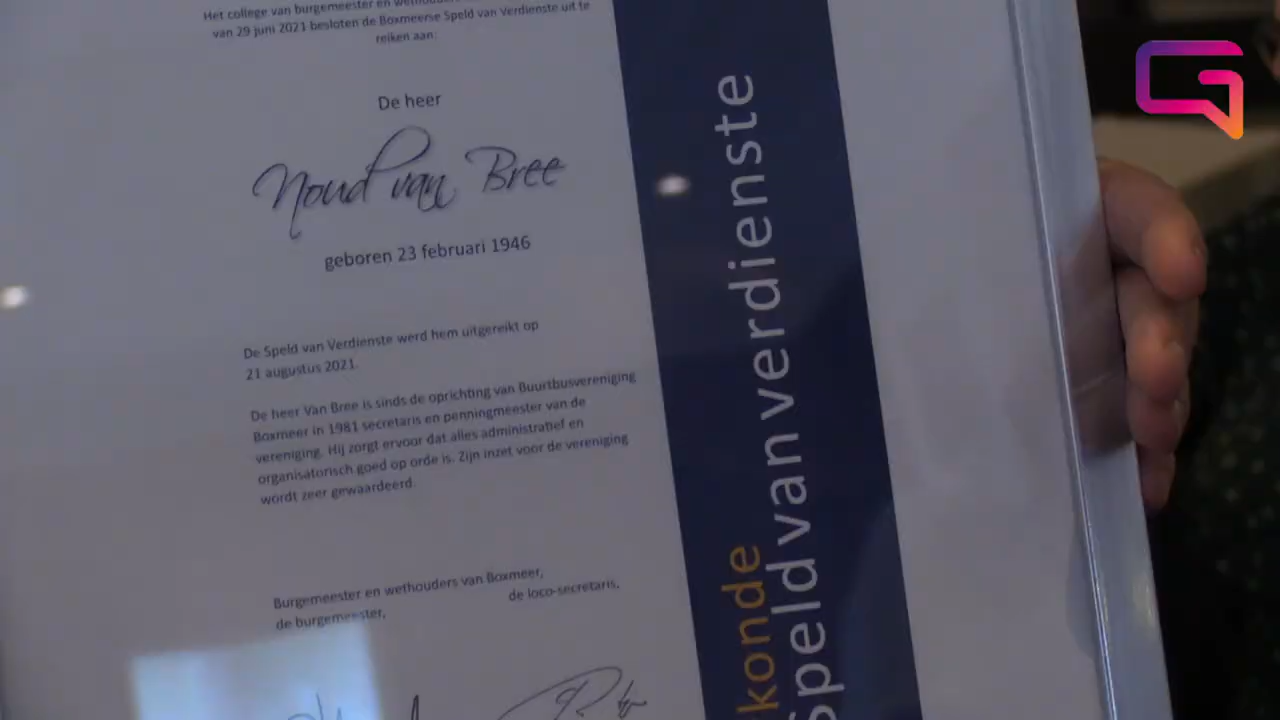 Het college van burgemeester en wethouders
van 29 juni 2021 besloten de Boxmeerse Speld van Verdienste uit te
reiken aan:
De heer
Noud van Bree
geboren 23 februari 1946
De Speld van Verdienste werd hem uitgereikt op
21 augustus 2021.
De heer Van Bree is sinds de oprichting van Buurtbusvereniging
Boxmeer in 1981 secretaris en penningmeester van de
vereniging. Hij zorgt ervoor dat alles administratief en
organisatorisch goed op orde is. Zijn inzet voor de vereniging
wordt zeer gewaardeerd.
Burgemeester en wethouders van Boxmeer,
de burgemeester,
de loco-secretaris,
konde
Speld van verdienste